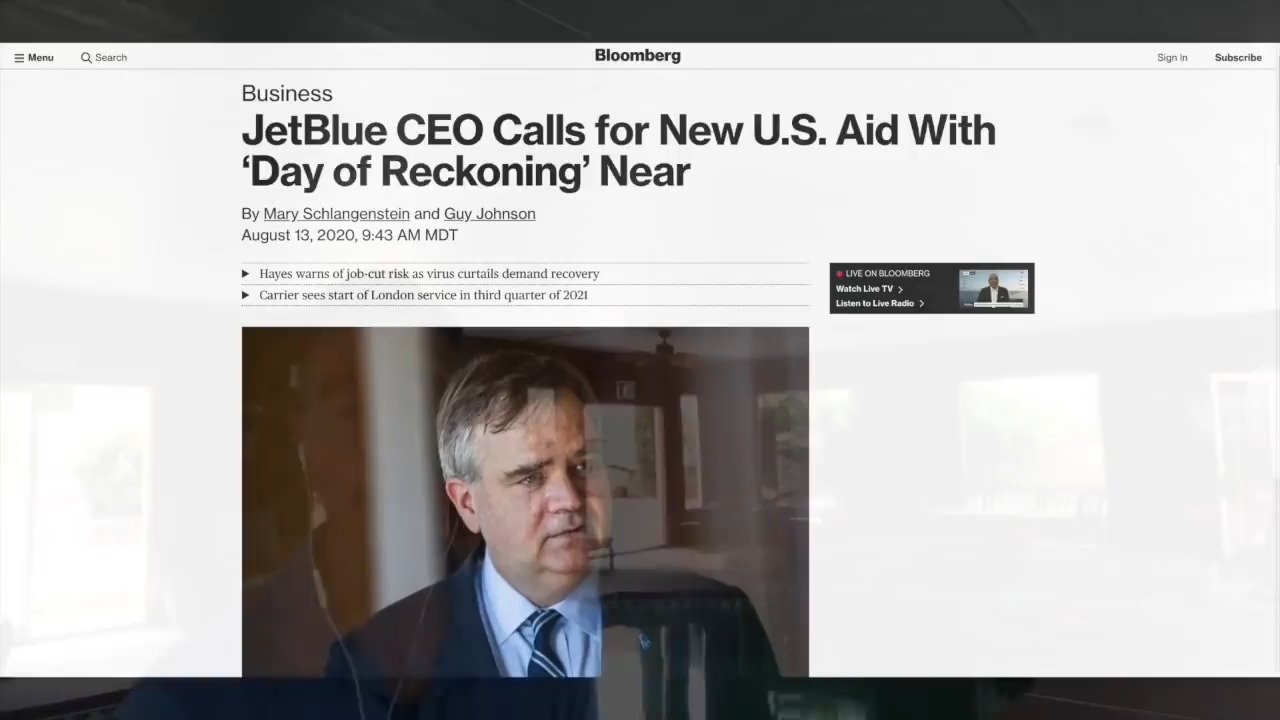 Menu
Search
Bloomberg
Sign In
Subscribe
Business
JetBlue CEO Calls for New U.S. Aid With
‘Day of Reckoning’ Near
By Mary Schlangenstein and Guy Johnson
August 13, 2020, 9:43 AM MDT
Hayes warns of job-cut risk as virus curtails demand recovery
Carrier sees start of London service in third quarter of 2021
LIVE ON BLOOMBERG
Watch Live TV
Listen to Live Radio